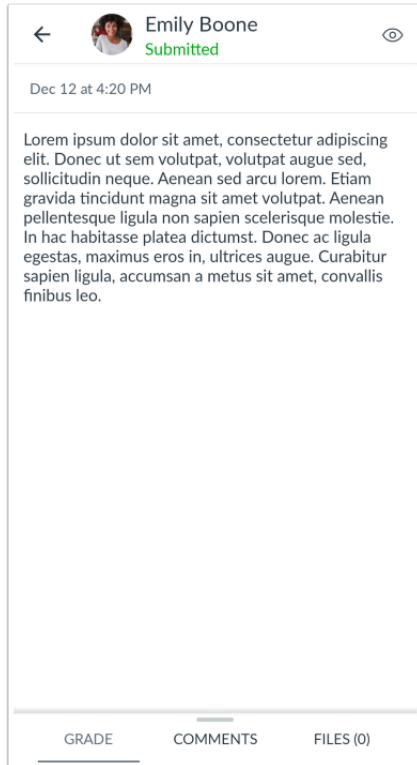 Emily Boone
Submitted
Dec 12 at 4:20 PM
Lorem ipsum dolor sit amet, consectetur adipiscing
elit. Donec ut sem volutpat, volutpat augue sed,
sollicitudin neque. Aenean sed arcu lorem. Etiam
gravida tincidunt magna sit amet volutpat. Aenean
pellentesque ligula non sapien scelerisque molestie.
In hac habitasse platea dictumst. Donec ac ligula
egestas, maximus eros in, ultrices augue. Curabitur
sapien ligula, accumsan a metus sit amet, convallis
finibus leo.
GRADE COMMENTS FILES (0)